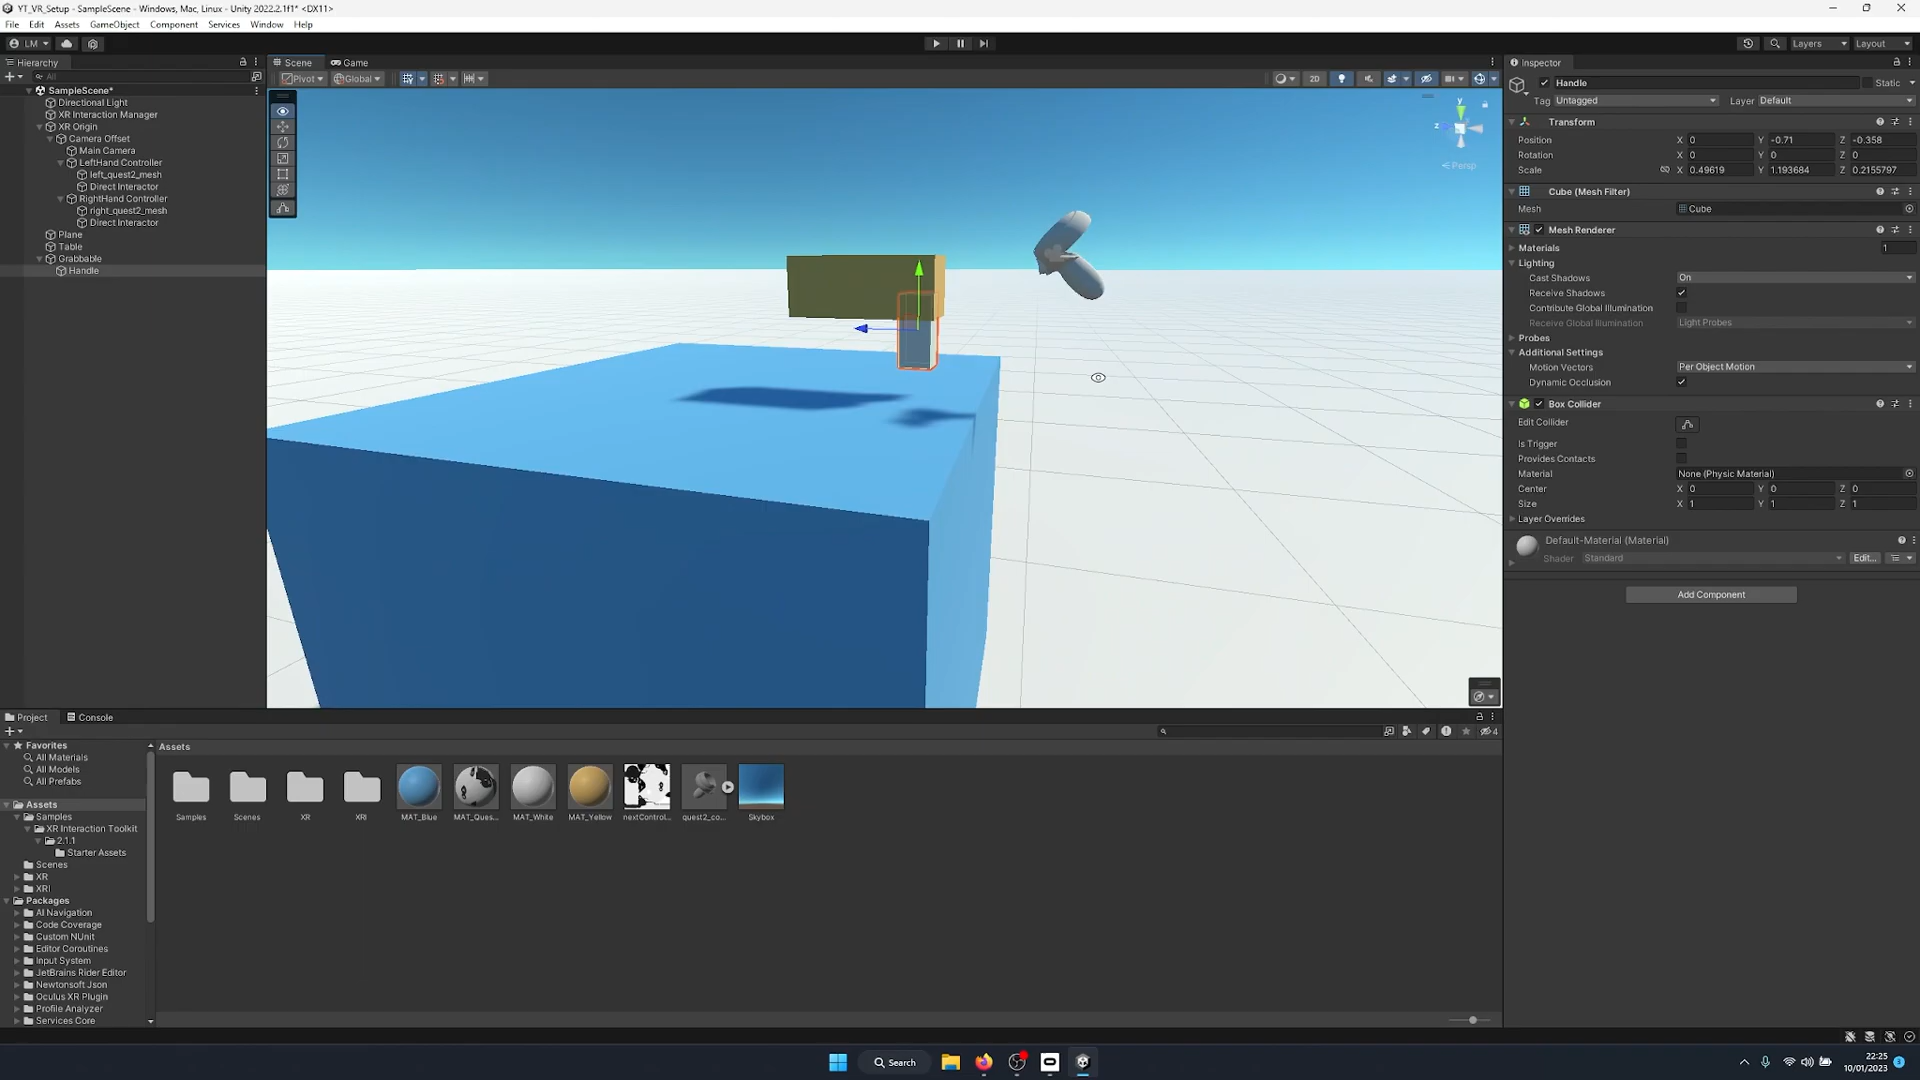 YT_VR_Setup - SampleScene - Windows, Mac, Linux - Unity 2022.2.1f1* <DX11>
File Edit Assets GameObject Component Services Window Help
LM Layers Layout
Hierarchy
All
SampleScene*
Directional Light
XR Interaction Manager
XR Origin
Camera Offset
Main Camera
LeftHand Controller
left_quest2_mesh
Direct Interactor
RightHand Controller
right_quest2_mesh
Direct Interactor
Plane
Table
Grabbable
Handle
Scene Game
Pivot Global 2D
y
z
Persp
Inspector
Handle Static
Tag Untagged Layer Default
Transform
Position X 0 Y -0.71 Z -0.358
Rotation X 0 Y 0 Z 0
Scale X 0.49619 Y 1.193684 Z 0.2155797
Cube (Mesh Filter)
Mesh Cube
Mesh Renderer
Materials 1
Lighting
Cast Shadows On
Receive Shadows
Contribute Global Illumination
Receive Global Illumination Light Probes
Probes
Additional Settings
Motion Vectors Per Object Motion
Dynamic Occlusion
Box Collider
Edit Collider
Is Trigger
Provides Contacts
Material None (Physic Material)
Center X 0 Y 0 Z 0
Size X 1 Y 1 Z 1
Layer Overrides
Default-Material (Material)
Shader Standard Edit...
Add Component
Project Console
4
Favorites
All Materials
All Models
All Prefabs
Assets
Samples
XR Interaction Toolkit
2.1.1
Starter Assets
Scenes
XR
XRI
Packages
AI Navigation
Code Coverage
Custom NUnit
Editor Coroutines
Input System
JetBrains Rider Editor
Newtonsoft Json
Oculus XR Plugin
Profile Analyzer
Services Core
Assets
Samples Scenes XR XRI MAT_Blue MAT_Ques... MAT_White MAT_Yellow nextControl... quest2_co... Skybox
Search
22:25
10/01/2023
3